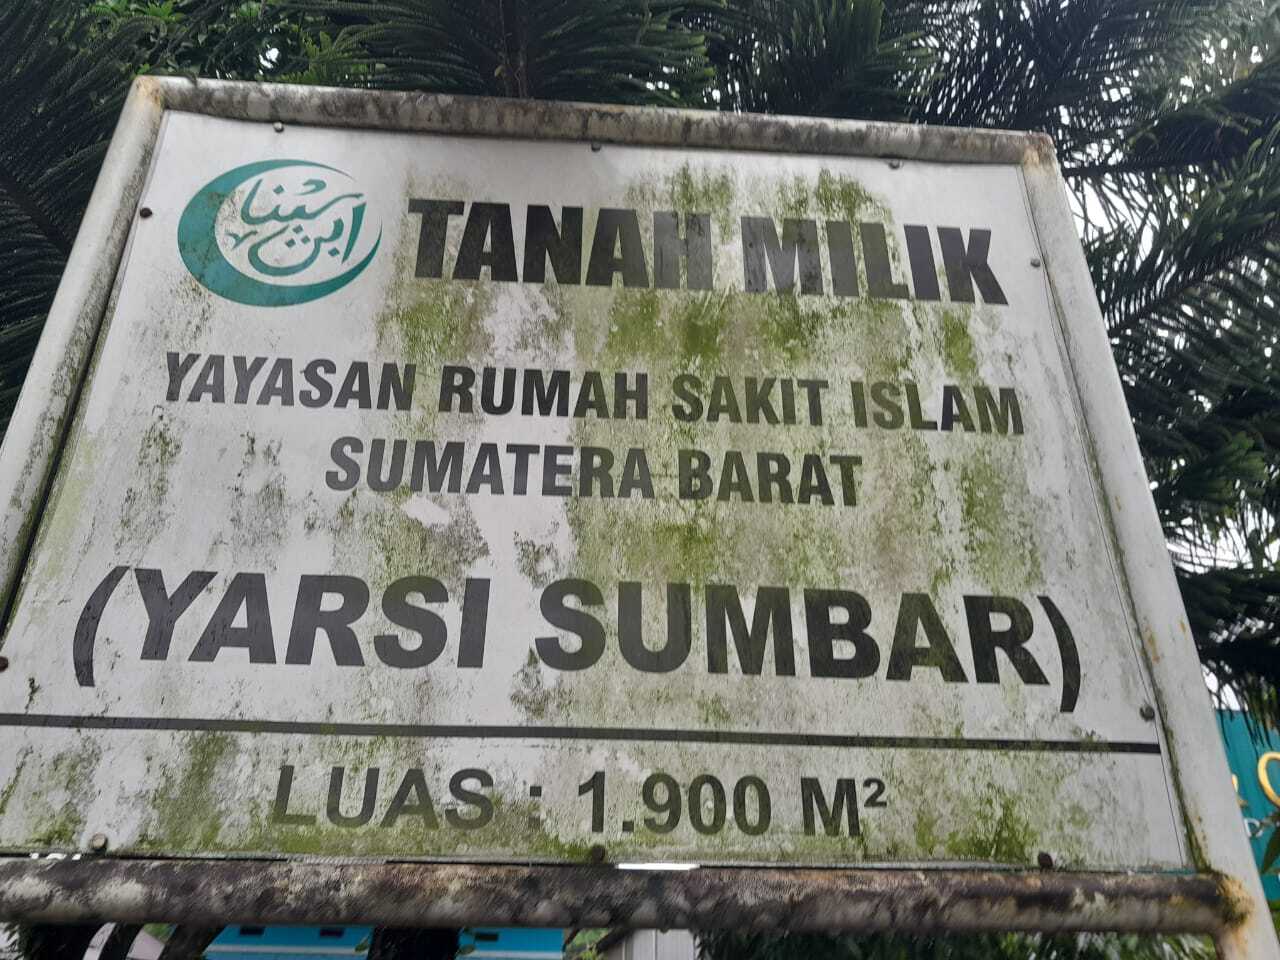 ابن سينا
TANAH MILIK
YAYASAN RUMAH SAKIT ISLAM
SUMATERA BARAT
(YARSI SUMBAR)
LUAS : 1.900 M²